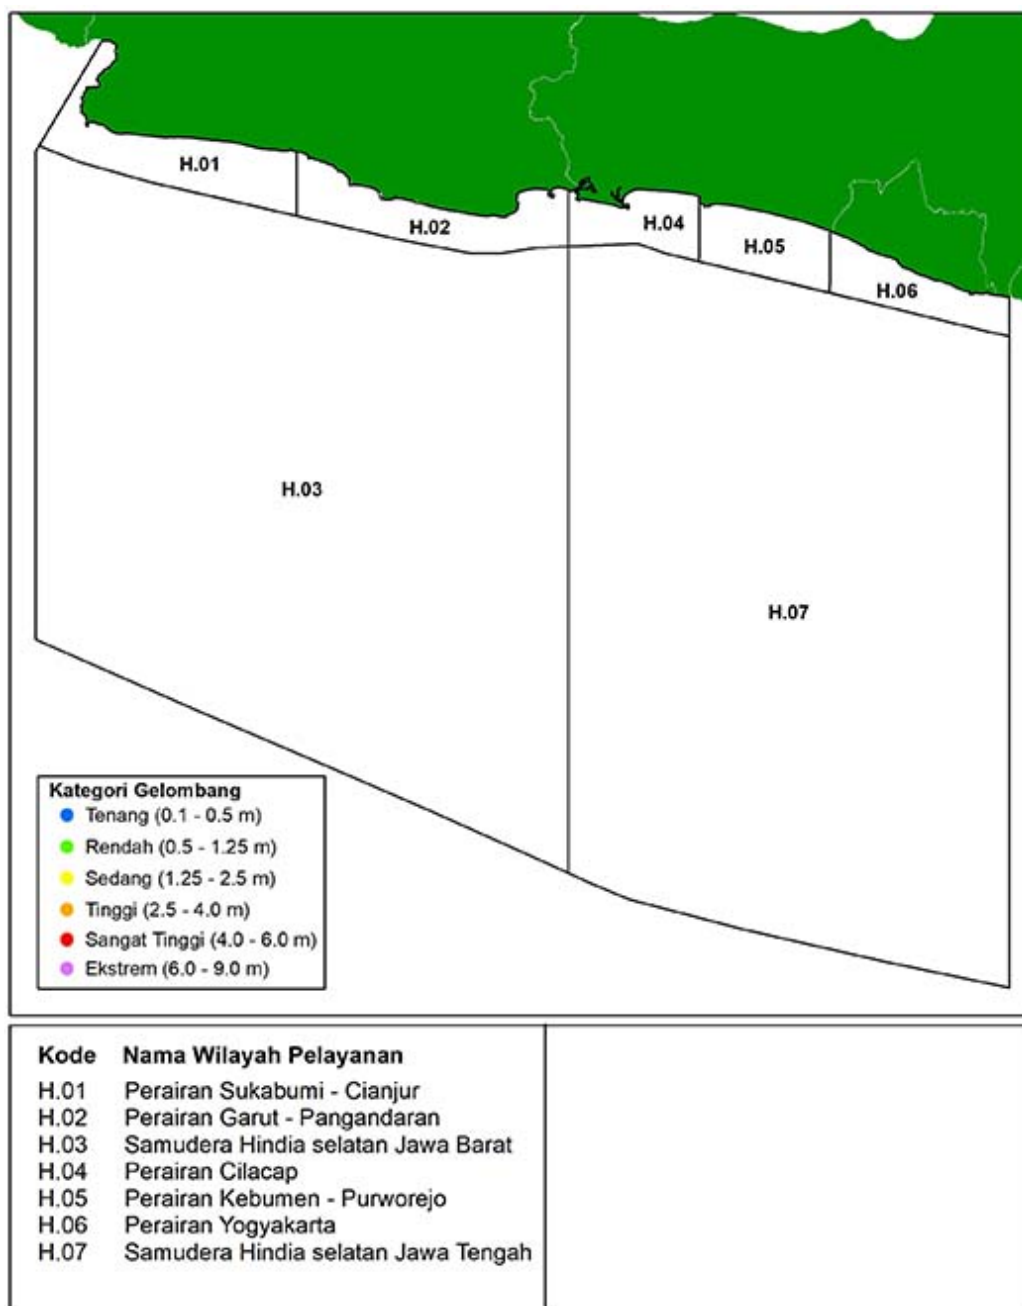 H.01
H.02
H.04
H.05
H.06
H.03
H.07
Kategori Gelombang
Tenang (0.1 - 0.5 m)
Rendah (0.5 - 1.25 m)
Sedang (1.25 - 2.5 m)
Tinggi (2.5 - 4.0 m)
Sangat Tinggi (4.0 - 6.0 m)
Ekstrem (6.0 - 9.0 m)
Kode Nama Wilayah Pelayanan
H.01 Perairan Sukabumi - Cianjur
H.02 Perairan Garut - Pangandaran
H.03 Samudera Hindia selatan Jawa Barat
H.04 Perairan Cilacap
H.05 Perairan Kebumen - Purworejo
H.06 Perairan Yogyakarta
H.07 Samudera Hindia selatan Jawa Tengah